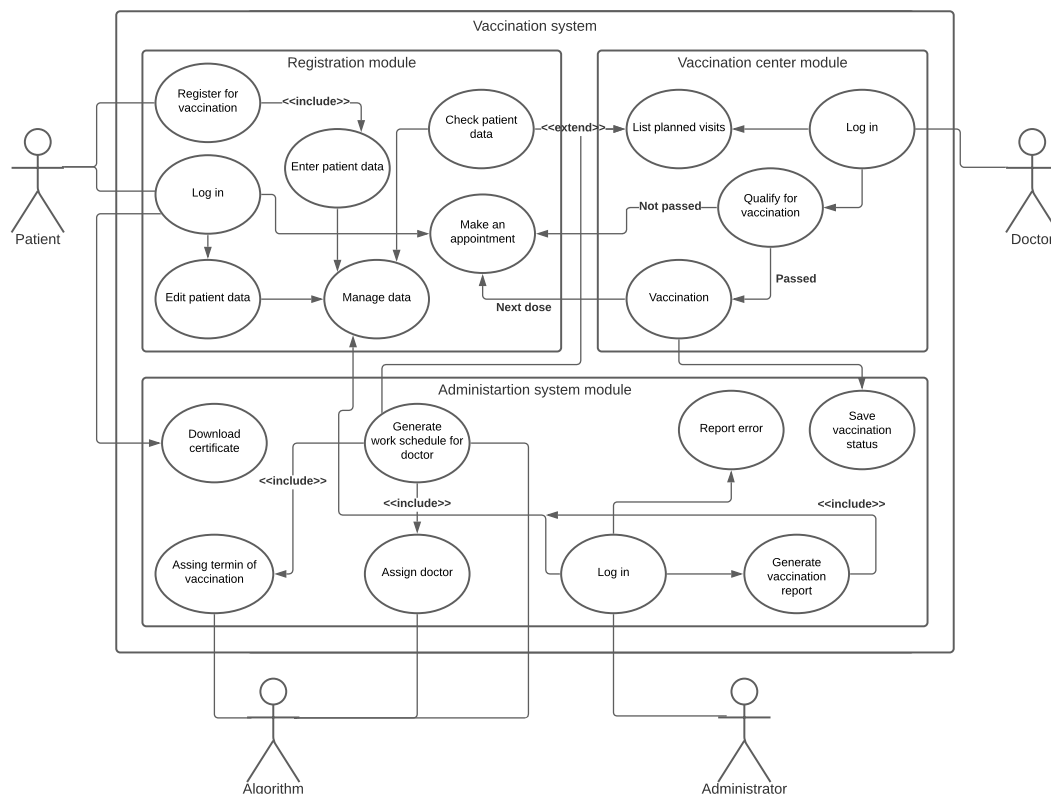 Vaccination system
Registration module
Vaccination center module
Register for
vaccination
<<include>>
Check patient
data
<<extend>>
List planned visits
Log in
Enter patient data
Log in
Qualify for
vaccination
Not passed
Make an
appointment
Patient
Doctor
Edit patient data
Manage data
Next dose
Vaccination
Passed
Administartion system module
Download
certificate
Generate
work schedule for
doctor
Report error
Save
vaccination
status
<<include>>
<<include>>
<<include>>
Assing termin of
vaccination
Assign doctor
Log in
Generate
vaccination
report
Algorithm
Administrator